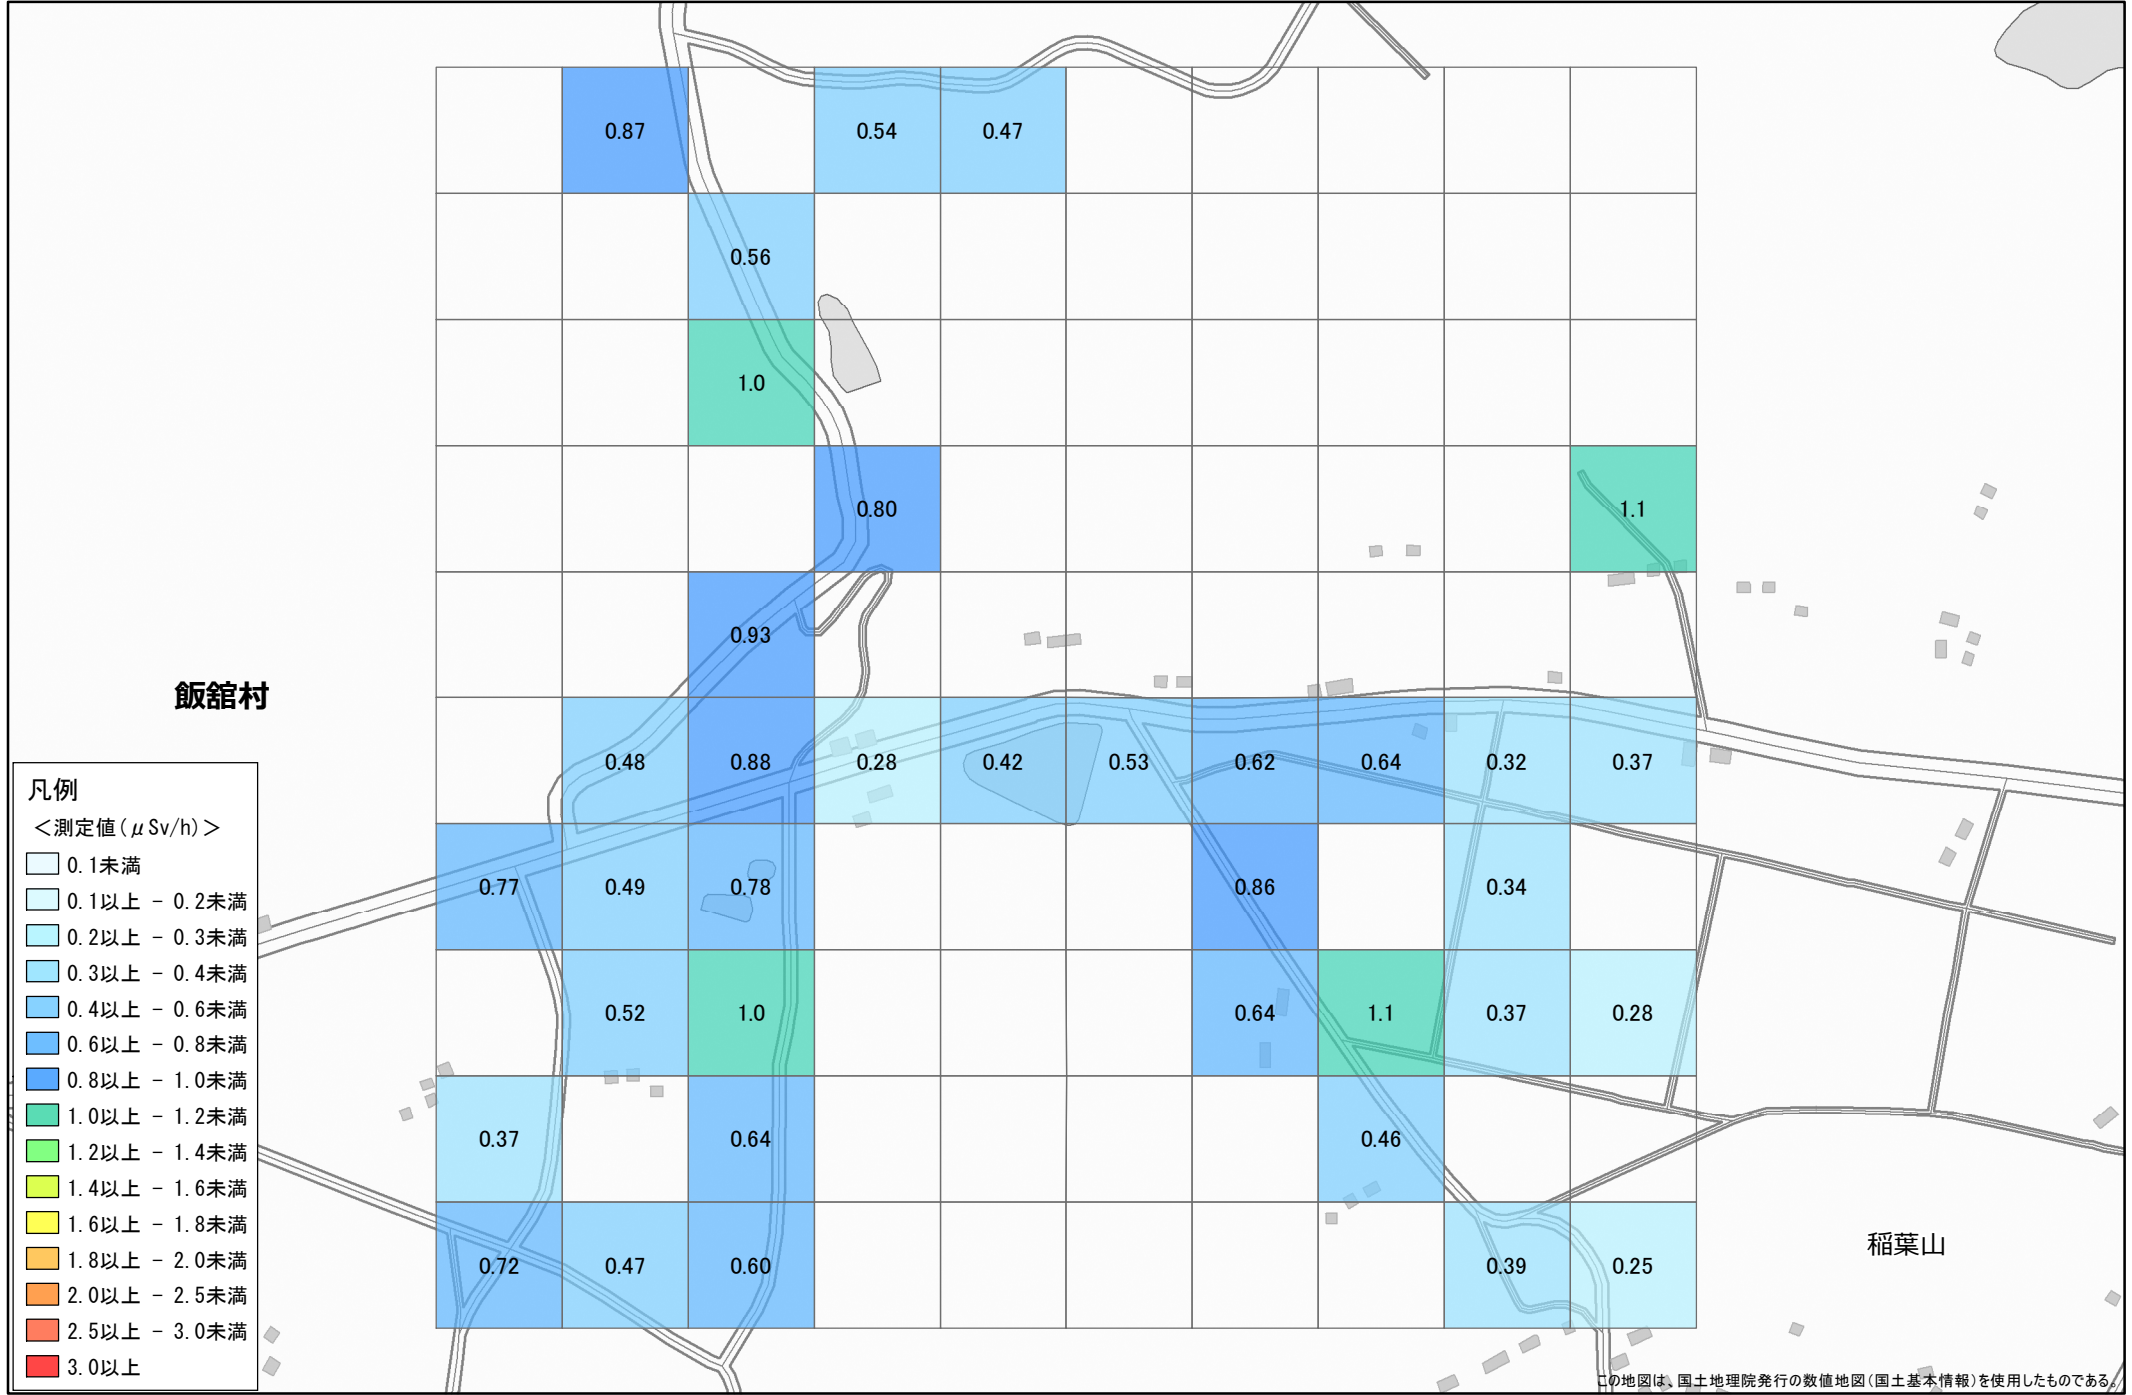 0.87 0.54 0.47
0.56
1.0
0.80 1.1
0.93
飯舘村
0.48 0.88 0.28 0.42 0.53 0.62 0.64 0.32 0.37
0.77 0.49 0.78 0.86 0.34
0.52 1.0 0.64 1.1 0.37 0.28
0.37 0.64 0.46
0.72 0.47 0.60 0.39 0.25
稲葉山
凡例
＜測定値(μSv/h)＞
0.1未満
0.1以上 - 0.2未満
0.2以上 - 0.3未満
0.3以上 - 0.4未満
0.4以上 - 0.6未満
0.6以上 - 0.8未満
0.8以上 - 1.0未満
1.0以上 - 1.2未満
1.2以上 - 1.4未満
1.4以上 - 1.6未満
1.6以上 - 1.8未満
1.8以上 - 2.0未満
2.0以上 - 2.5未満
2.5以上 - 3.0未満
3.0以上
この地図は、国土地理院発行の数値地図（国土基本情報）を使用したものである。